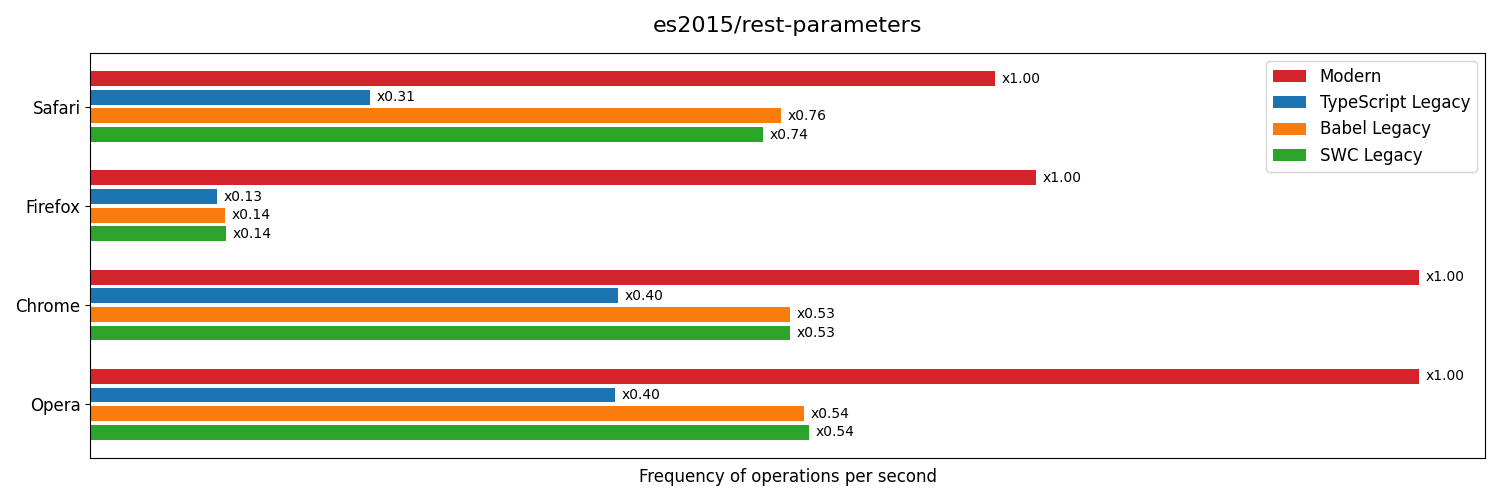 es2015/rest-parameters
Modern
TypeScript Legacy
Babel Legacy
SWC Legacy
Safari
x1.00
x0.31
x0.76
x0.74
Firefox
x1.00
x0.13
x0.14
x0.14
Chrome
x1.00
x0.40
x0.53
x0.53
Opera
x1.00
x0.40
x0.54
x0.54
Frequency of operations per second